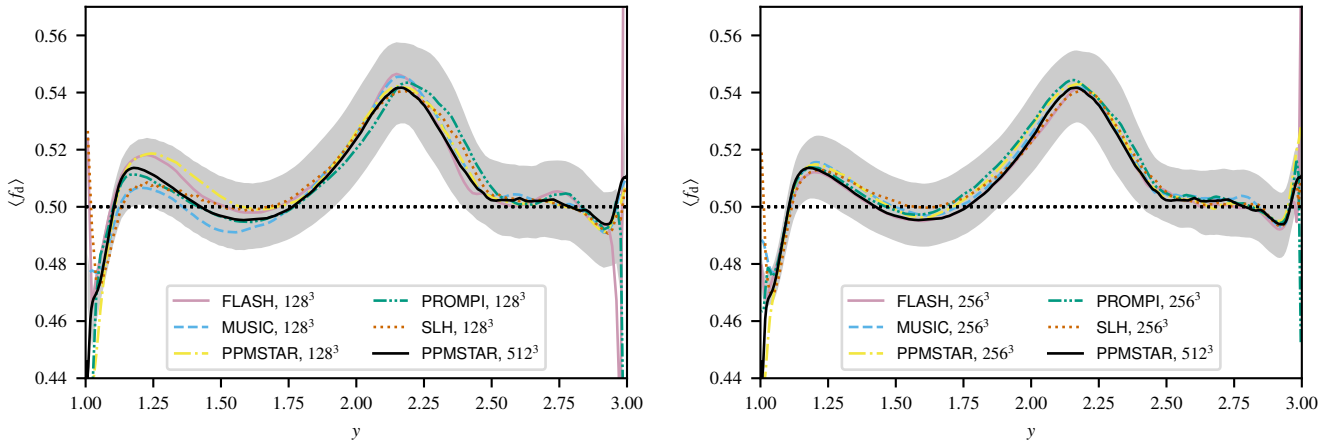 0.56
0.54
0.52
0.50
0.48
0.46
0.44
⟨f_d⟩
1.00 1.25 1.50 1.75 2.00 2.25 2.50 2.75 3.00
y
FLASH, 128³ PROMPI, 128³
MUSIC, 128³ SLH, 128³
PPMSTAR, 128³ PPMSTAR, 512³
0.56
0.54
0.52
0.50
0.48
0.46
0.44
⟨f_d⟩
1.00 1.25 1.50 1.75 2.00 2.25 2.50 2.75 3.00
y
FLASH, 256³ PROMPI, 256³
MUSIC, 256³ SLH, 256³
PPMSTAR, 256³ PPMSTAR, 512³